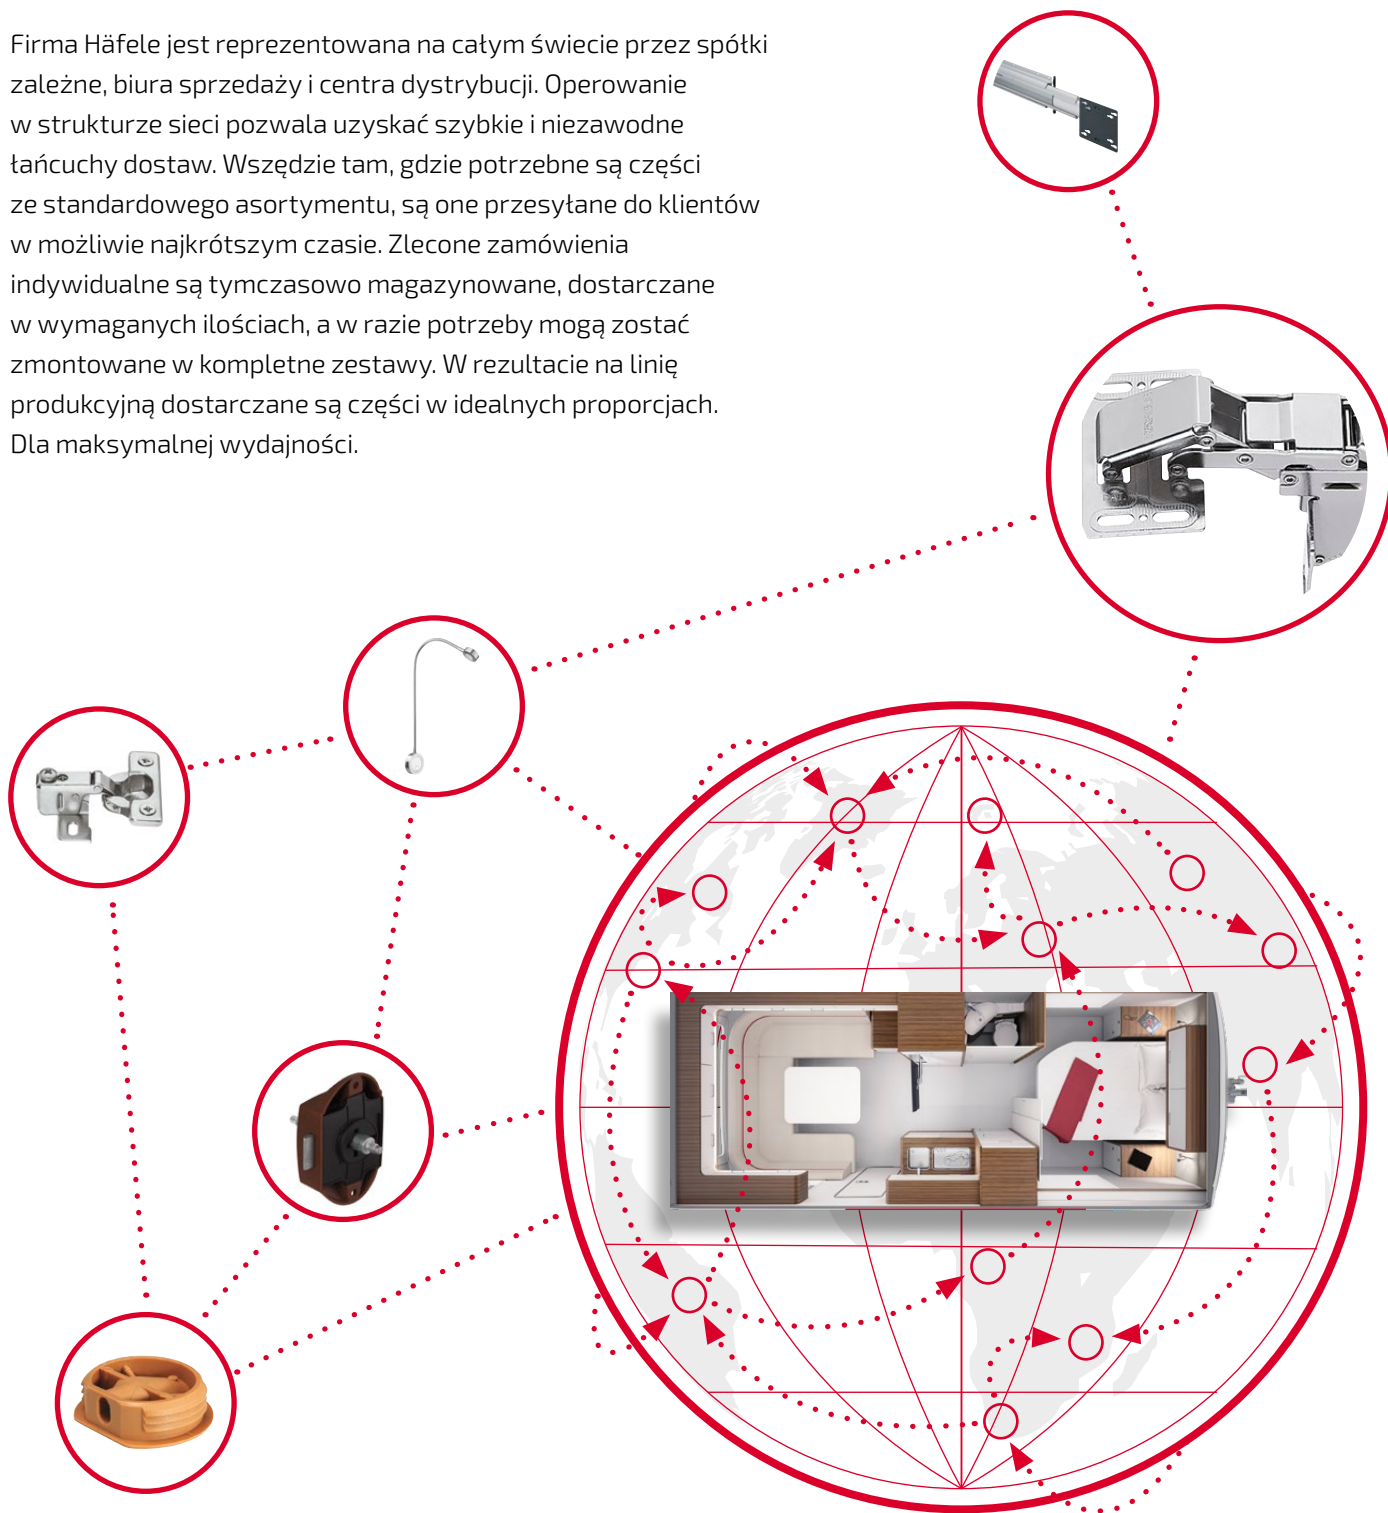 Firma Häfele jest reprezentowana na całym świecie przez spółki
zależne, biura sprzedaży i centra dystrybucji. Operowanie
w strukturze sieci pozwala uzyskać szybkie i niezawodne
łańcuchy dostaw. Wszędzie tam, gdzie potrzebne są części
ze standardowego asortymentu, są one przesyłane do klientów
w możliwie najkrótszym czasie. Zlecone zamówienia
indywidualne są tymczasowo magazynowane, dostarczane
w wymaganych ilościach, a w razie potrzeby mogą zostać
zmontowane w kompletne zestawy. W rezultacie na linię
produkcyjną dostarczane są części w idealnych proporcjach.
Dla maksymalnej wydajności.